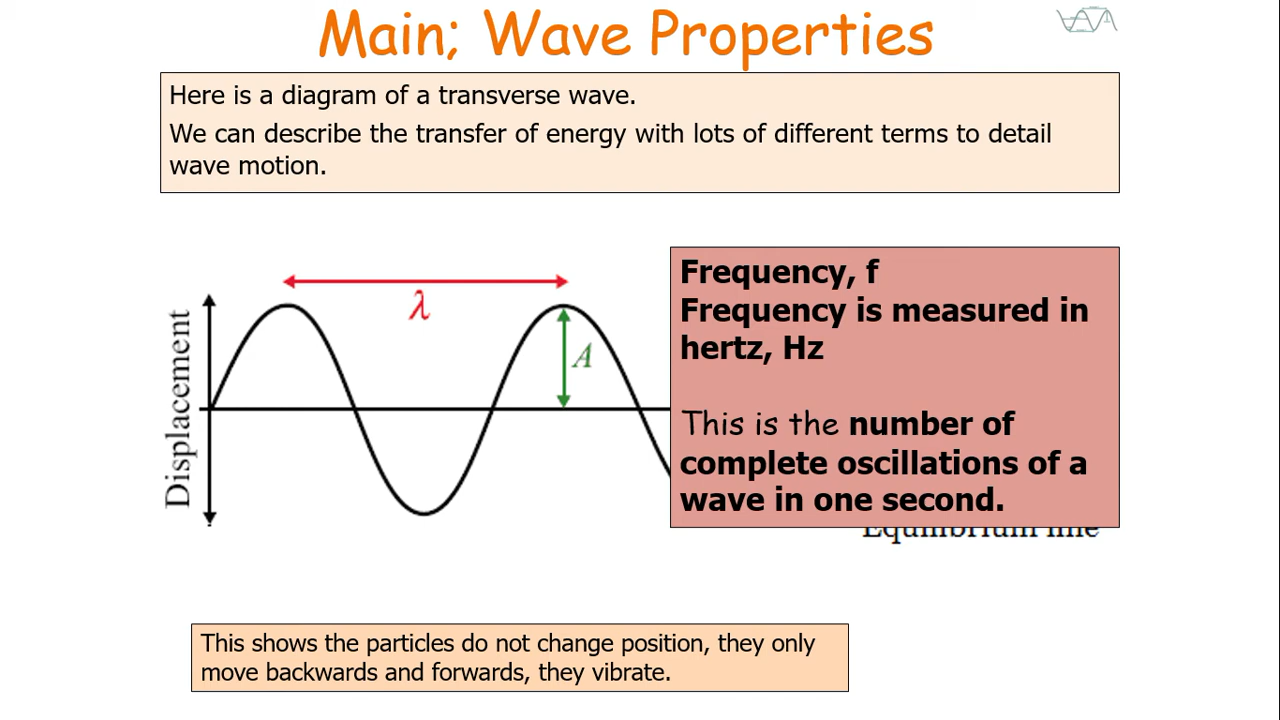 Main; Wave Properties
Here is a diagram of a transverse wave.
We can describe the transfer of energy with lots of different terms to detail
wave motion.
λ
A
Displacement
Frequency, f
Frequency is measured in
hertz, Hz
This is the number of
complete oscillations of a
wave in one second.
Equilibrium line
This shows the particles do not change position, they only
move backwards and forwards, they vibrate.